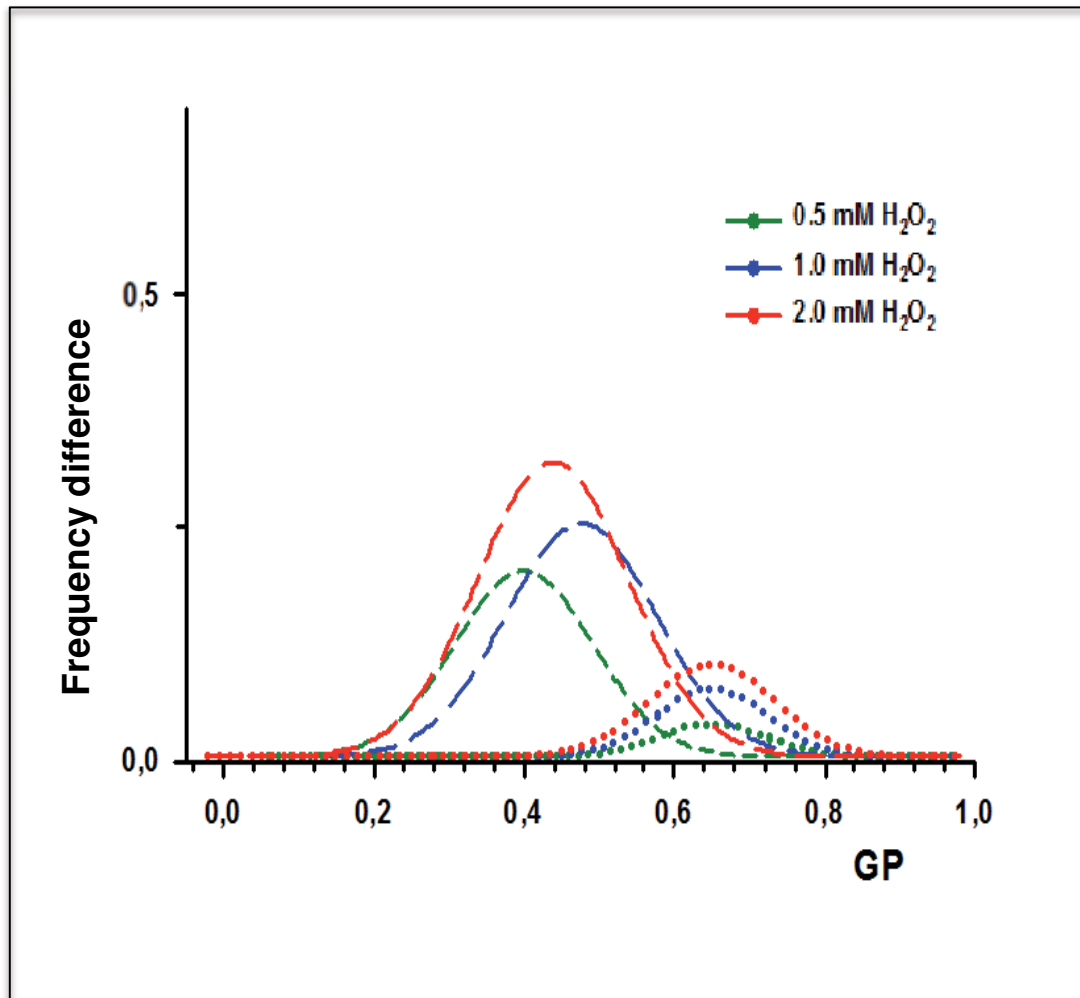 0.5 mM H₂O₂
1.0 mM H₂O₂
2.0 mM H₂O₂
0,5
Frequency difference
0,0
0,0 0,2 0,4 0,6 0,8 1,0
GP